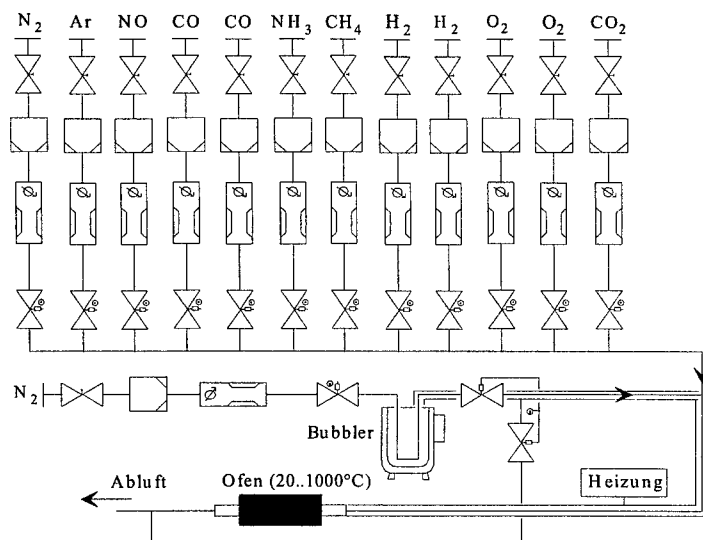 N₂ Ar NO CO CO NH₃ CH₄ H₂ H₂ O₂ O₂ CO₂
N₂
Bubbler
Abluft Ofen (20..1000°C) Heizung